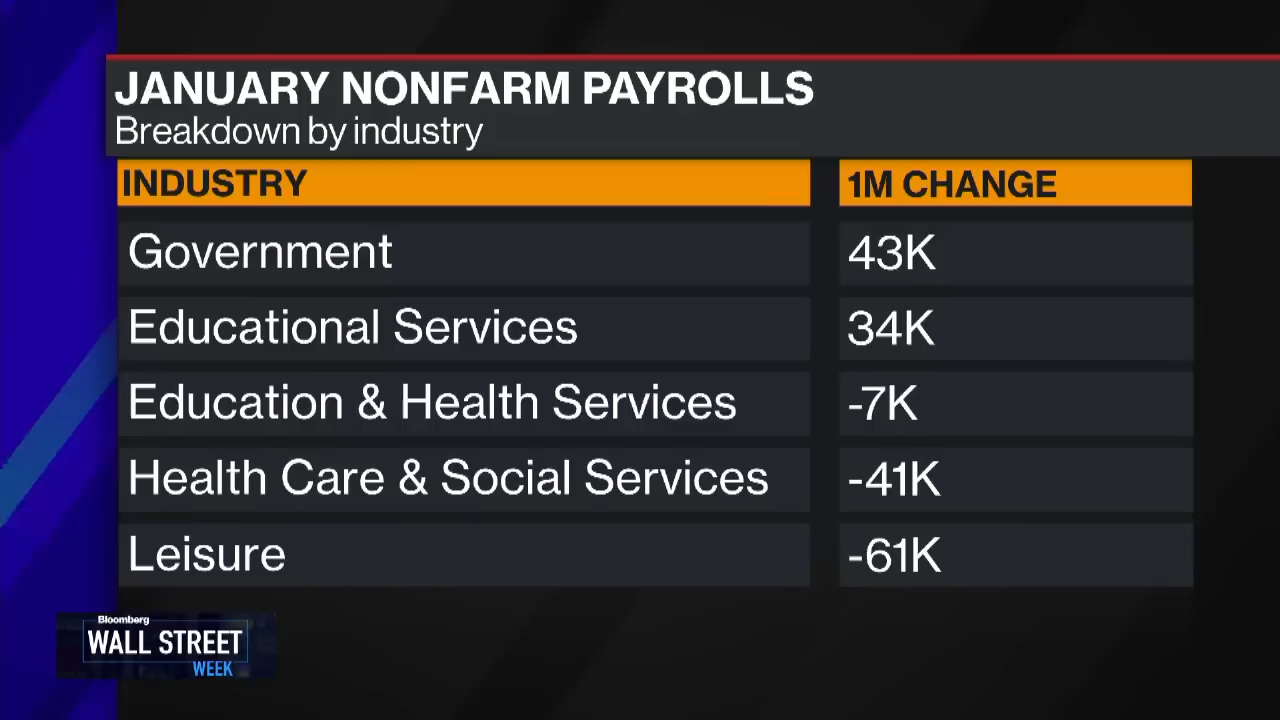 JANUARY NONFARM PAYROLLS
Breakdown by industry
INDUSTRY 1M CHANGE
Government 43K
Educational Services 34K
Education & Health Services -7K
Health Care & Social Services -41K
Leisure -61K
Bloomberg
WALL STREET
WEEK